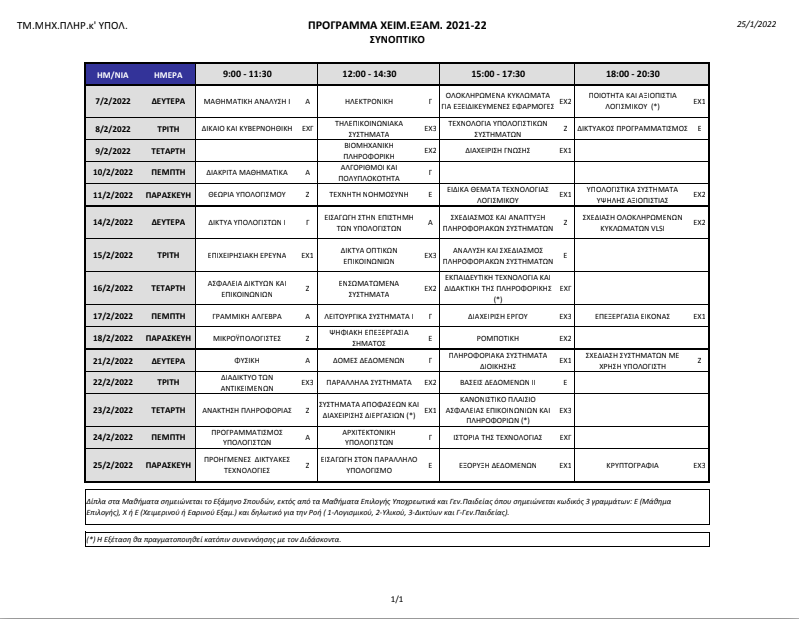 ΤΜ.ΜΗΧ.ΠΛΗΡ.κ' ΥΠΟΛ.
ΠΡΟΓΡΑΜΜΑ ΧΕΙΜ.ΕΞΑΜ. 2021-22
25/1/2022
ΣΥΝΟΠΤΙΚΟ
ΗΜ/ΝΙΑ ΗΜΕΡΑ 9:00 - 11:30 12:00 - 14:30 15:00 - 17:30 18:00 - 20:30
7/2/2022 ΔΕΥΤΕΡΑ ΜΑΘΗΜΑΤΙΚΗ ΑΝΑΛΥΣΗ Ι Α ΗΛΕΚΤΡΟΝΙΚΗ Γ ΟΛΟΚΛΗΡΩΜΕΝΑ ΚΥΚΛΩΜΑΤΑ
ΓΙΑ ΕΞΕΙΔΙΚΕΥΜΕΝΕΣ ΕΦΑΡΜΟΓΕΣ ΕΧ2 ΠΟΙΟΤΗΤΑ ΚΑΙ ΑΞΙΟΠΙΣΤΙΑ
ΛΟΓΙΣΜΙΚΟΥ (*) ΕΧ1
8/2/2022 ΤΡΙΤΗ ΔΙΚΑΙΟ ΚΑΙ ΚΥΒΕΡΝΟΗΘΙΚΗ ΕΧΓ ΤΗΛΕΠΙΚΟΙΝΩΝΙΑΚΑ
ΣΥΣΤΗΜΑΤΑ ΕΧ3 ΤΕΧΝΟΛΟΓΙΑ ΥΠΟΛΟΓΙΣΤΙΚΩΝ
ΣΥΣΤΗΜΑΤΩΝ Ζ ΔΙΚΤΥΑΚΟΣ ΠΡΟΓΡΑΜΜΑΤΙΣΜΟΣ Ε
9/2/2022 ΤΕΤΑΡΤΗ ΒΙΟΜΗΧΑΝΙΚΗ
ΠΛΗΡΟΦΟΡΙΚΗ ΕΧ2 ΔΙΑΧΕΙΡΙΣΗ ΓΝΩΣΗΣ ΕΧ1
10/2/2022 ΠΕΜΠΤΗ ΔΙΑΚΡΙΤΑ ΜΑΘΗΜΑΤΙΚΑ Α ΑΛΓΟΡΙΘΜΟΙ ΚΑΙ
ΠΟΛΥΠΛΟΚΟΤΗΤΑ Γ
11/2/2022 ΠΑΡΑΣΚΕΥΗ ΘΕΩΡΙΑ ΥΠΟΛΟΓΙΣΜΟΥ Ζ ΤΕΧΝΗΤΗ ΝΟΗΜΟΣΥΝΗ Ε ΕΙΔΙΚΑ ΘΕΜΑΤΑ ΤΕΧΝΟΛΟΓΙΑΣ
ΛΟΓΙΣΜΙΚΟΥ ΕΧ1 ΥΠΟΛΟΓΙΣΤΙΚΑ ΣΥΣΤΗΜΑΤΑ
ΥΨΗΛΗΣ ΑΞΙΟΠΙΣΤΙΑΣ ΕΧ2
14/2/2022 ΔΕΥΤΕΡΑ ΔΙΚΤΥΑ ΥΠΟΛΟΓΙΣΤΩΝ Ι Γ ΕΙΣΑΓΩΓΗ ΣΤΗΝ ΕΠΙΣΤΗΜΗ
ΤΩΝ ΥΠΟΛΟΓΙΣΤΩΝ Α ΣΧΕΔΙΑΣΜΟΣ ΚΑΙ ΑΝΑΠΤΥΞΗ
ΠΛΗΡΟΦΟΡΙΑΚΩΝ ΣΥΣΤΗΜΑΤΩΝ Ζ ΣΧΕΔΙΑΣΗ ΟΛΟΚΛΗΡΩΜΕΝΩΝ
ΚΥΚΛΩΜΑΤΩΝ VLSI ΕΧ2
15/2/2022 ΤΡΙΤΗ ΕΠΙΧΕΙΡΗΣΙΑΚΗ ΕΡΕΥΝΑ ΕΧ1 ΔΙΚΤΥΑ ΟΠΤΙΚΩΝ
ΕΠΙΚΟΙΝΩΝΙΩΝ ΕΧ3 ΑΝΑΛΥΣΗ ΚΑΙ ΣΧΕΔΙΑΣΜΟΣ
ΠΛΗΡΟΦΟΡΙΑΚΩΝ ΣΥΣΤΗΜΑΤΩΝ Ε
16/2/2022 ΤΕΤΑΡΤΗ ΑΣΦΑΛΕΙΑ ΔΙΚΤΥΩΝ ΚΑΙ
ΕΠΙΚΟΙΝΩΝΙΩΝ Ζ ΕΝΣΩΜΑΤΩΜΕΝΑ
ΣΥΣΤΗΜΑΤΑ ΕΧ2 ΕΚΠΑΙΔΕΥΤΙΚΗ ΤΕΧΝΟΛΟΓΙΑ ΚΑΙ
ΔΙΔΑΚΤΙΚΗ ΤΗΣ ΠΛΗΡΟΦΟΡΙΚΗΣ
(*) ΕΧΓ
17/2/2022 ΠΕΜΠΤΗ ΓΡΑΜΜΙΚΗ ΑΛΓΕΒΡΑ Α ΛΕΙΤΟΥΡΓΙΚΑ ΣΥΣΤΗΜΑΤΑ Ι Γ ΔΙΑΧΕΙΡΙΣΗ ΕΡΓΟΥ ΕΧ3 ΕΠΕΞΕΡΓΑΣΙΑ ΕΙΚΟΝΑΣ ΕΧ1
18/2/2022 ΠΑΡΑΣΚΕΥΗ ΜΙΚΡΟΫΠΟΛΟΓΙΣΤΕΣ Ζ ΨΗΦΙΑΚΗ ΕΠΕΞΕΡΓΑΣΙΑ
ΣΗΜΑΤΟΣ Ε ΡΟΜΠΟΤΙΚΗ ΕΧ2
21/2/2022 ΔΕΥΤΕΡΑ ΦΥΣΙΚΗ Α ΔΟΜΕΣ ΔΕΔΟΜΕΝΩΝ Γ ΠΛΗΡΟΦΟΡΙΑΚΑ ΣΥΣΤΗΜΑΤΑ
ΔΙΟΙΚΗΣΗΣ ΕΧ1 ΣΧΕΔΙΑΣΗ ΣΥΣΤΗΜΑΤΩΝ ΜΕ
ΧΡΗΣΗ ΥΠΟΛΟΓΙΣΤΗ Ζ
22/2/2022 ΤΡΙΤΗ ΔΙΑΔΙΚΤΥΟ ΤΩΝ
ΑΝΤΙΚΕΙΜΕΝΩΝ ΕΧ3 ΠΑΡΑΛΛΗΛΑ ΣΥΣΤΗΜΑΤΑ ΕΧ2 ΒΑΣΕΙΣ ΔΕΔΟΜΕΝΩΝ ΙΙ Ε
23/2/2022 ΤΕΤΑΡΤΗ ΑΝΑΚΤΗΣΗ ΠΛΗΡΟΦΟΡΙΑΣ Ζ ΣΥΣΤΗΜΑΤΑ ΑΠΟΦΑΣΕΩΝ ΚΑΙ
ΔΙΑΧΕΙΡΙΣΗΣ ΔΙΕΡΓΑΣΙΩΝ (*) ΕΧ1 ΚΑΝΟΝΙΣΤΙΚΟ ΠΛΑΙΣΙΟ
ΑΣΦΑΛΕΙΑΣ ΕΠΙΚΟΙΝΩΝΙΩΝ ΚΑΙ
ΠΛΗΡΟΦΟΡΙΩΝ (*) ΕΧ3
24/2/2022 ΠΕΜΠΤΗ ΠΡΟΓΡΑΜΜΑΤΙΣΜΟΣ
ΥΠΟΛΟΓΙΣΤΩΝ Α ΑΡΧΙΤΕΚΤΟΝΙΚΗ
ΥΠΟΛΟΓΙΣΤΩΝ Γ ΙΣΤΟΡΙΑ ΤΗΣ ΤΕΧΝΟΛΟΓΙΑΣ ΕΧΓ
25/2/2022 ΠΑΡΑΣΚΕΥΗ ΠΡΟΗΓΜΕΝΕΣ ΔΙΚΤΥΑΚΕΣ
ΤΕΧΝΟΛΟΓΙΕΣ Ζ ΕΙΣΑΓΩΓΗ ΣΤΟΝ ΠΑΡΑΛΛΗΛΟ
ΥΠΟΛΟΓΙΣΜΟ Ε ΕΞΟΡΥΞΗ ΔΕΔΟΜΕΝΩΝ ΕΧ1 ΚΡΥΠΤΟΓΡΑΦΙΑ ΕΧ3
Δίπλα στα Μαθήματα σημειώνεται το Εξάμηνο Σπουδών, εκτός από τα Μαθήματα Επιλογής Υποχρεωτικά και Γεν.Παιδείας όπου σημειώνεται κωδικός 3 γραμμάτων: Ε (Μάθημα
Επιλογής), Χ ή Ε (Χειμερινού ή Εαρινού Εξαμ.) και δηλωτικό για την Ροή ( 1-Λογισμικού, 2-Υλικού, 3-Δικτύων και Γ-Γεν.Παιδείας).
(*) Η Εξέταση θα πραγματοποιηθεί κατόπιν συνεννόησης με τον Διδάσκοντα.
1/1